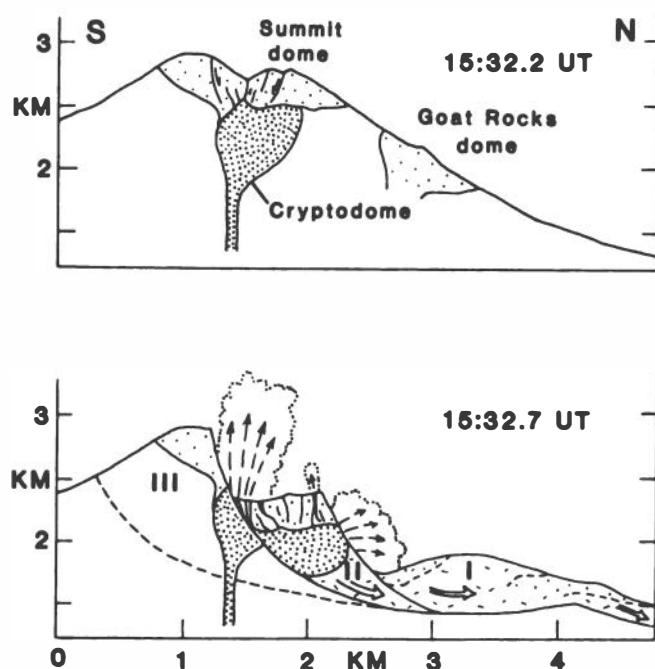 3
S
Summit
dome
N
15:32.2 UT
KM
Goat Rocks
dome
2
Cryptodome
3
15:32.7 UT
KM
III
2
II
I
0
1
2
KM
3
4